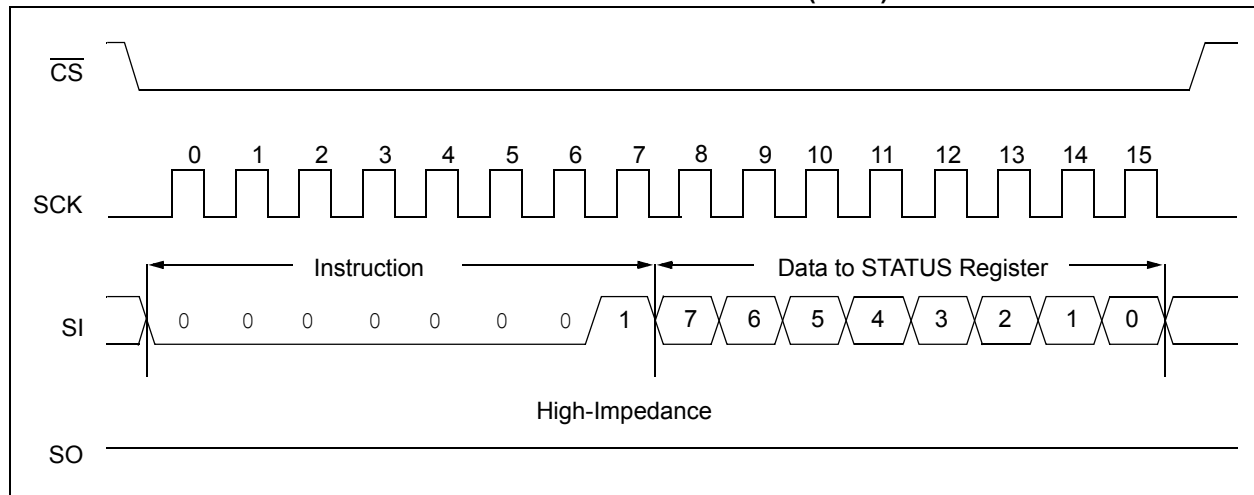 CS
0 1 2 3 4 5 6 7 8 9 10 11 12 13 14 15
SCK
Instruction
Data to STATUS Register
SI
0 0 0 0 0 0 0 1 7 6 5 4 3 2 1 0
High-Impedance
SO